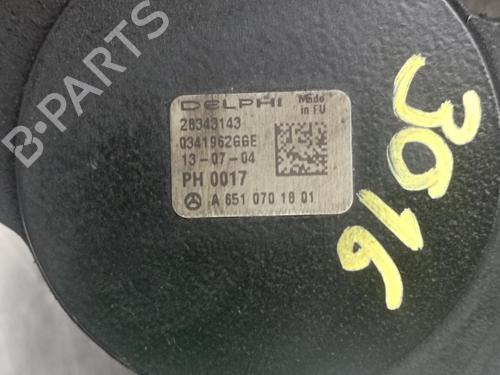 DELPHI Made in EU
28343143
0341962GGE
13-07-04
PH 0017
A 651 070 18 01
3016
B-PARTS